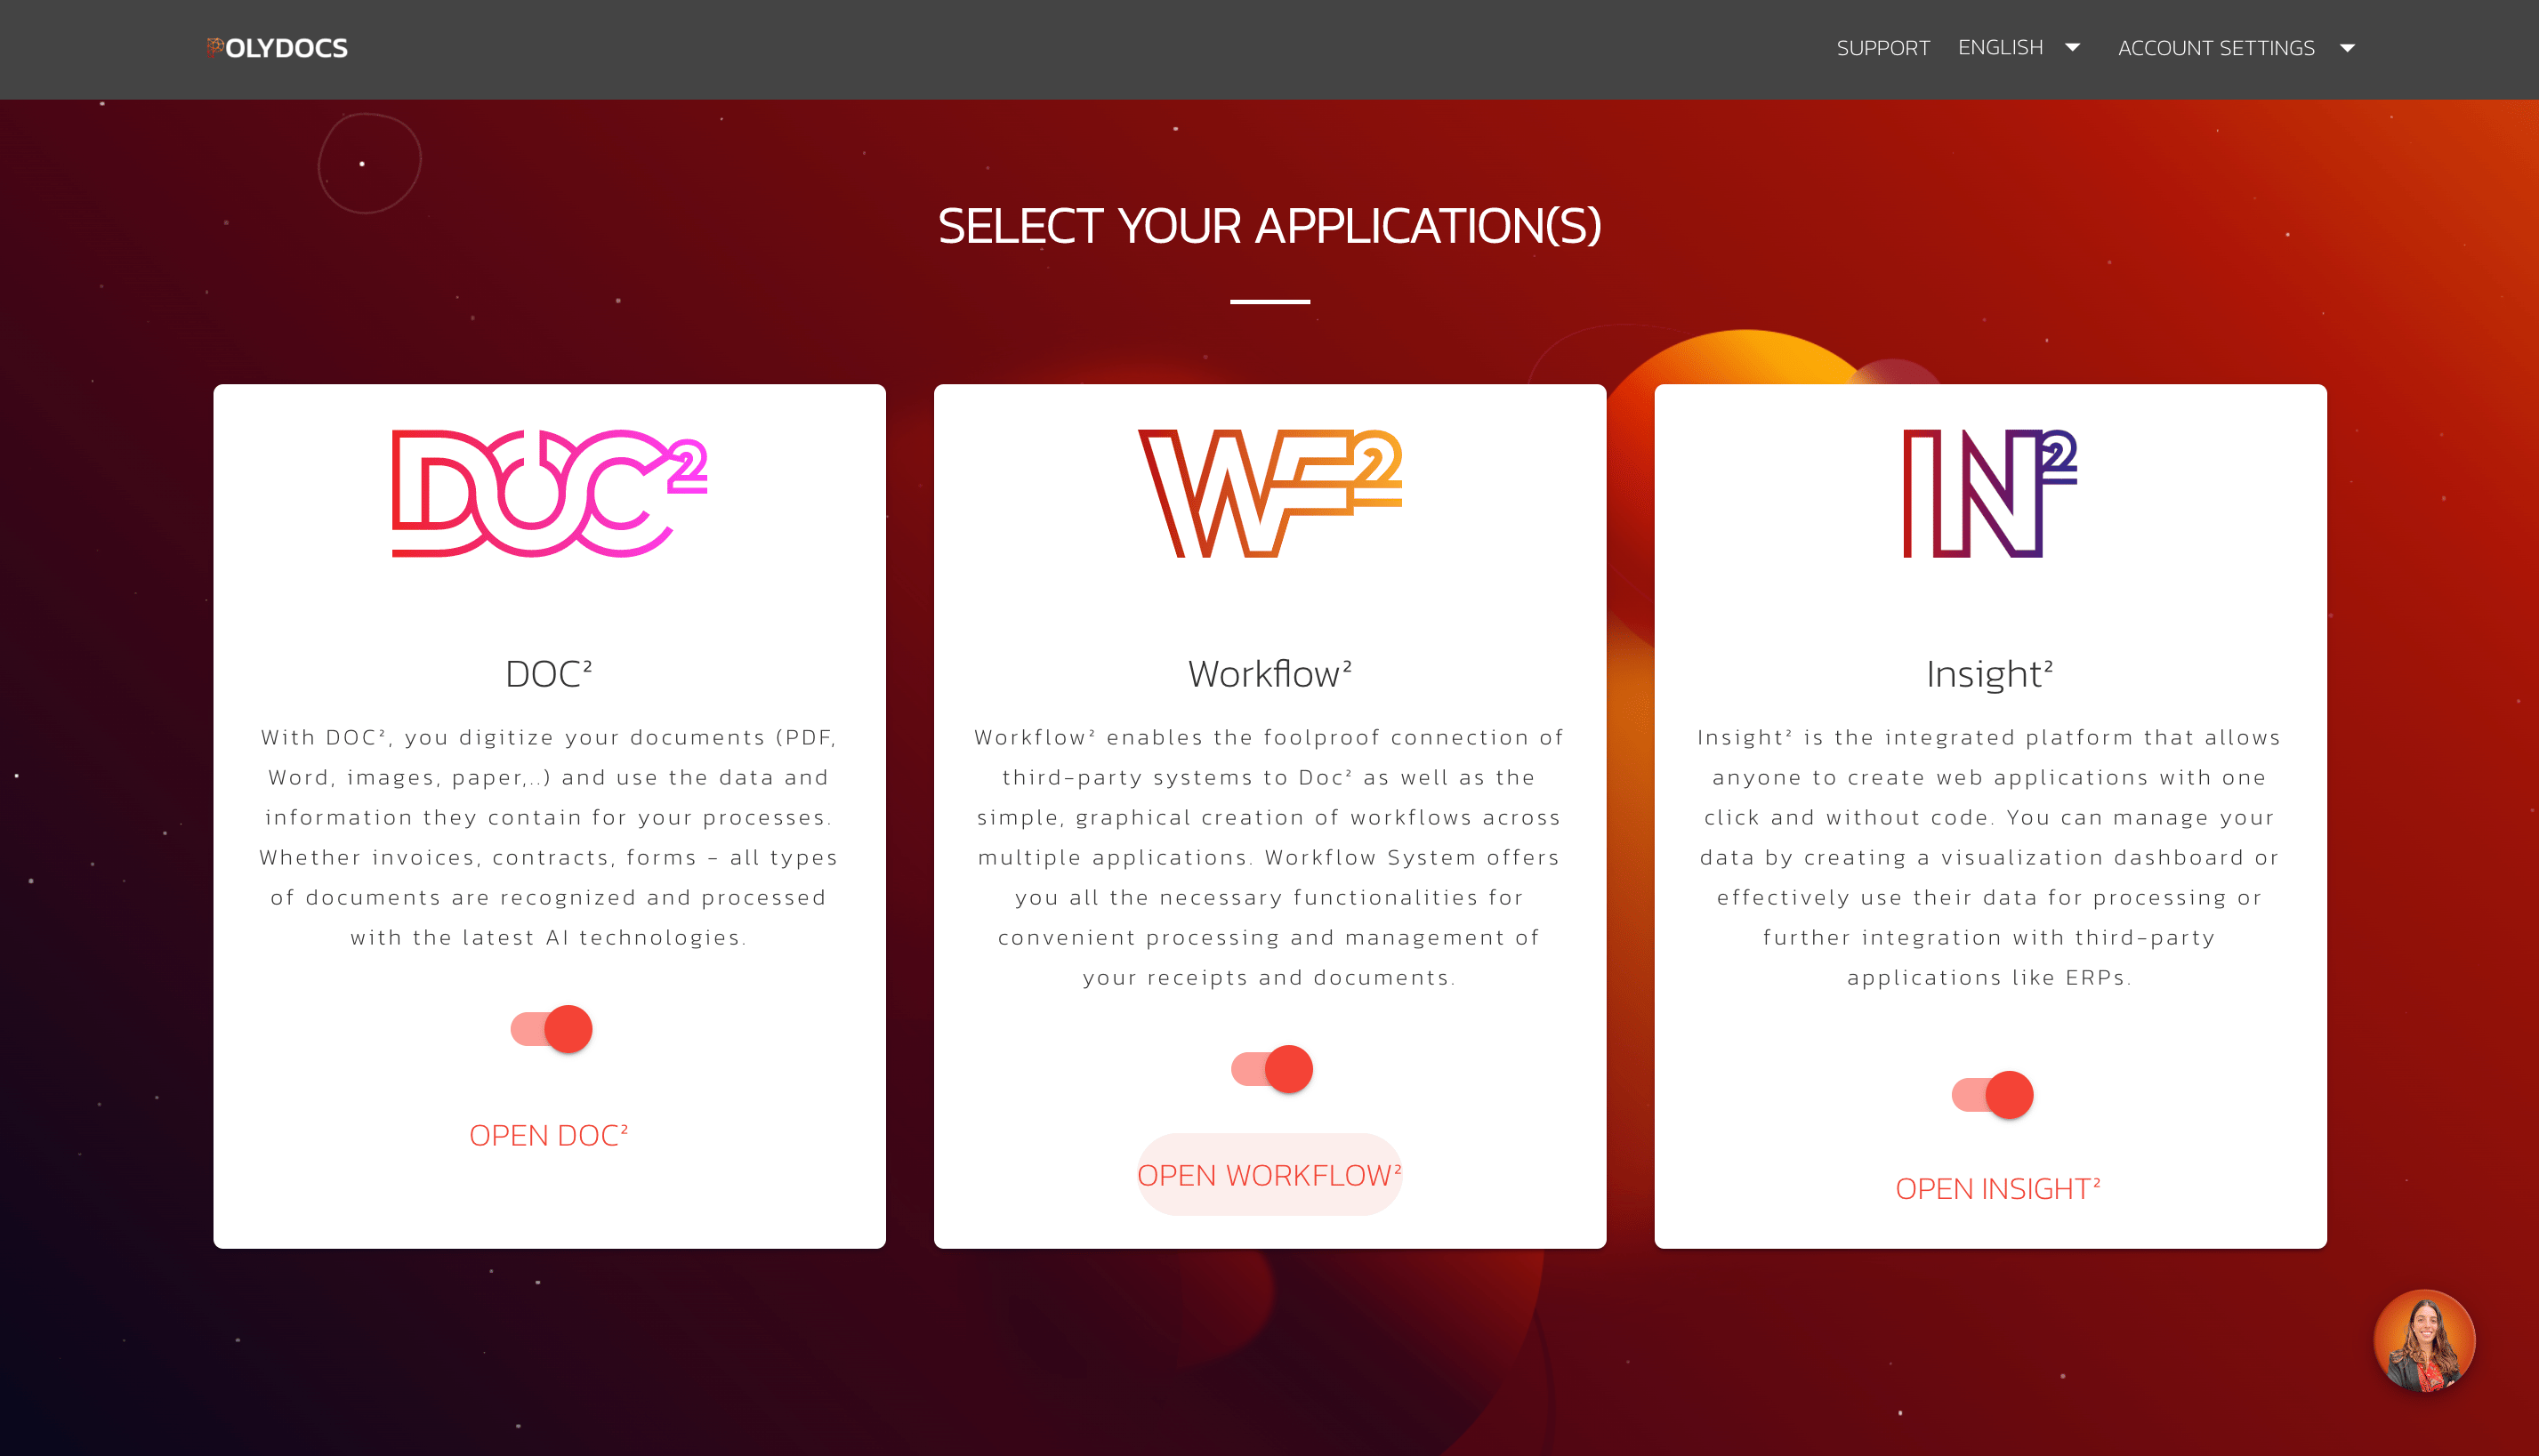 POLYDOCS
SUPPORT ENGLISH ACCOUNT SETTINGS
SELECT YOUR APPLICATION(S)
DOC²
DOC²
With DOC², you digitize your documents (PDF,
Word, images, paper,..) and use the data and
information they contain for your processes.
Whether invoices, contracts, forms - all types
of documents are recognized and processed
with the latest AI technologies.
OPEN DOC²
WF²
Workflow²
Workflow² enables the foolproof connection of
third-party systems to Doc² as well as the
simple, graphical creation of workflows across
multiple applications. Workflow System offers
you all the necessary functionalities for
convenient processing and management of
your receipts and documents.
OPEN WORKFLOW²
IN²
Insight²
Insight² is the integrated platform that allows
anyone to create web applications with one
click and without code. You can manage your
data by creating a visualization dashboard or
effectively use their data for processing or
further integration with third-party
applications like ERPs.
OPEN INSIGHT²